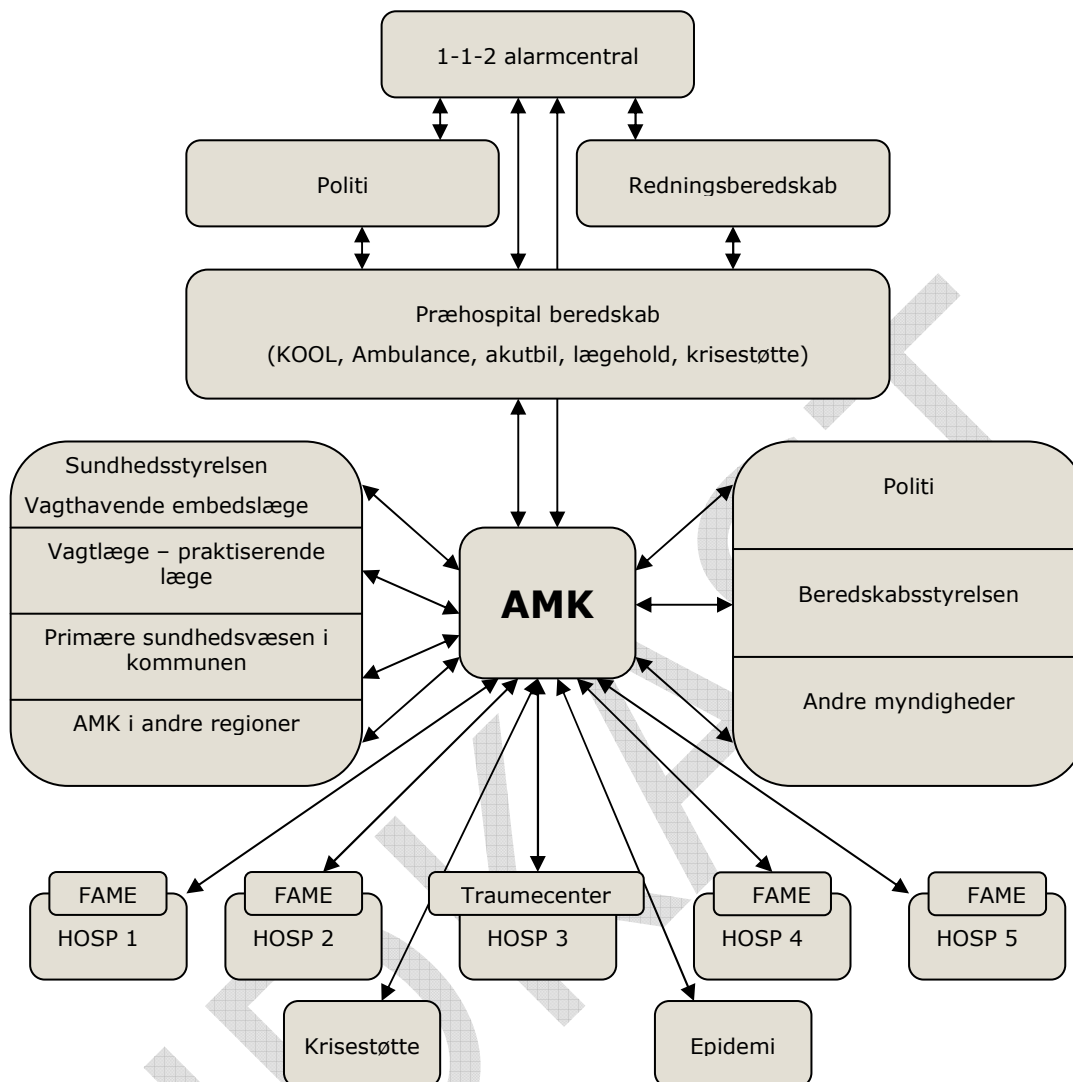 1-1-2 alarmcentral
Politi
Redningsberedskab
Præhospital beredskab
(KOOL, Ambulance, akutbil, lægehold, krisestøtte)
Sundhedsstyrelsen
Vagthavende embedslæge
Vagtlæge – praktiserende
læge
Primære sundhedsvæsen i
kommunen
AMK i andre regioner
AMK
Politi
Beredskabsstyrelsen
Andre myndigheder
FAME
HOSP 1
FAME
HOSP 2
Traumecenter
HOSP 3
FAME
HOSP 4
FAME
HOSP 5
Krisestøtte
Epidemi